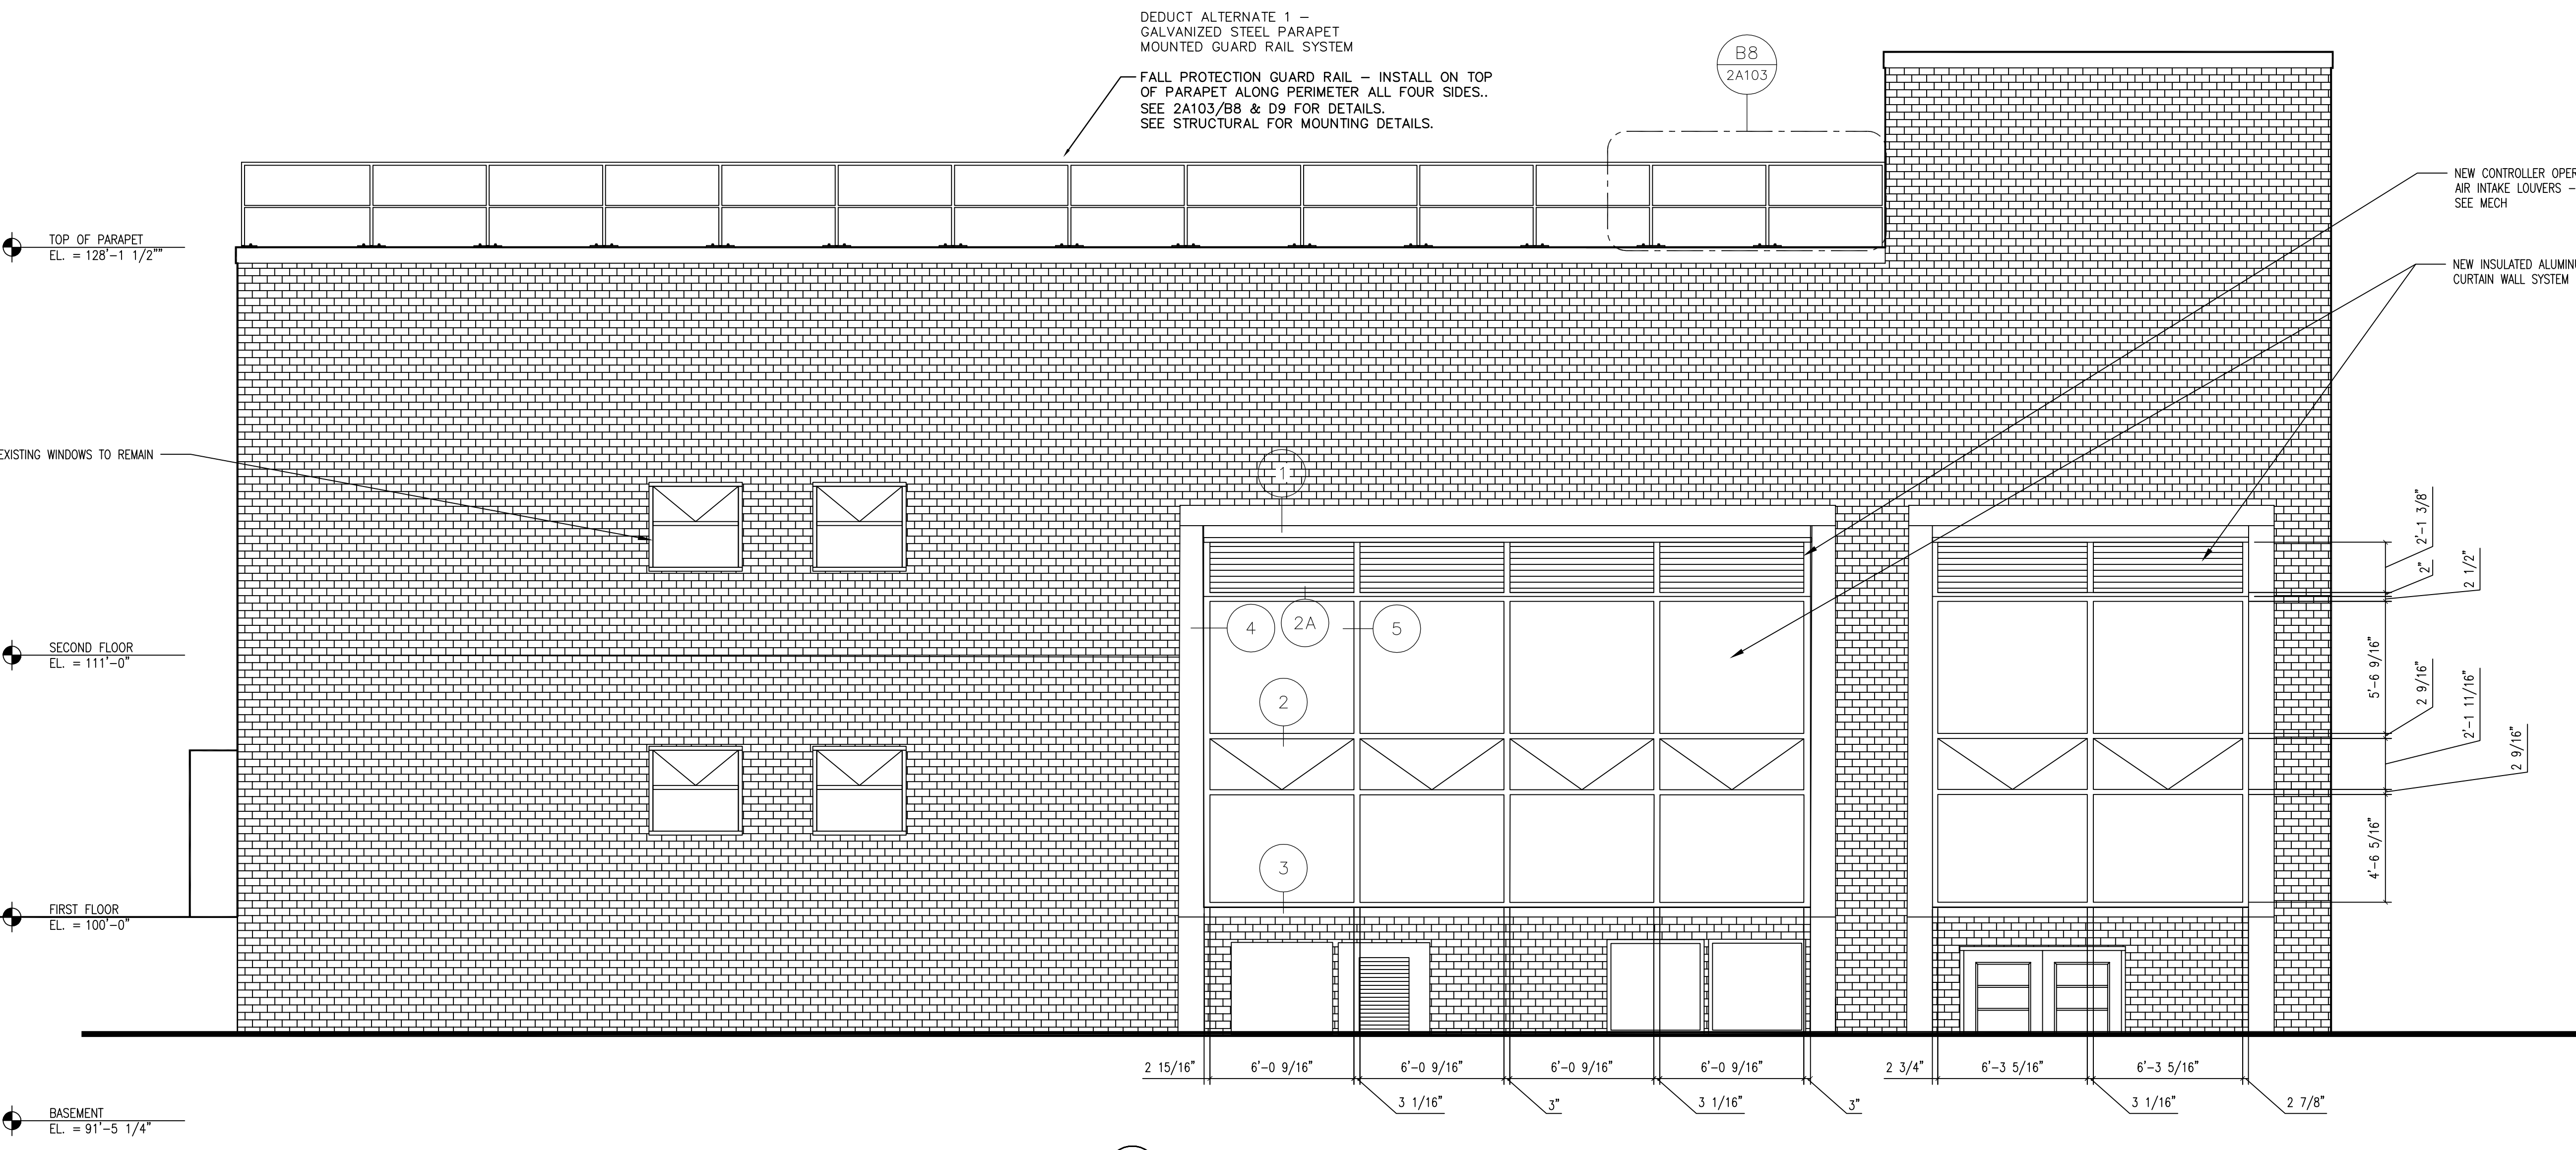 DEDUCT ALTERNATE 1 –
GALVANIZED STEEL PARAPET
MOUNTED GUARD RAIL SYSTEM
FALL PROTECTION GUARD RAIL – INSTALL ON TOP
OF PARAPET ALONG PERIMETER ALL FOUR SIDES..
SEE 2A103/B8 & D9 FOR DETAILS.
SEE STRUCTURAL FOR MOUNTING DETAILS.
B8
2A103
NEW CONTROLLER OPER
AIR INTAKE LOUVERS –
SEE MECH
TOP OF PARAPET
EL. = 128'-1 1/2""
NEW INSULATED ALUMINU
CURTAIN WALL SYSTEM
EXISTING WINDOWS TO REMAIN
1
2'-1 3/8"
2"
2 1/2"
4
2A
5
SECOND FLOOR
EL. = 111'-0"
5'-6 9/16"
2 9/16"
2'-1 11/16"
2
2 9/16"
3
4'-6 5/16"
FIRST FLOOR
EL. = 100'-0"
2 15/16"
6'-0 9/16"
6'-0 9/16"
6'-0 9/16"
6'-0 9/16"
2 3/4"
6'-3 5/16"
6'-3 5/16"
3 1/16"
3"
3 1/16"
3"
3 1/16"
2 7/8"
BASEMENT
EL. = 91'-5 1/4"